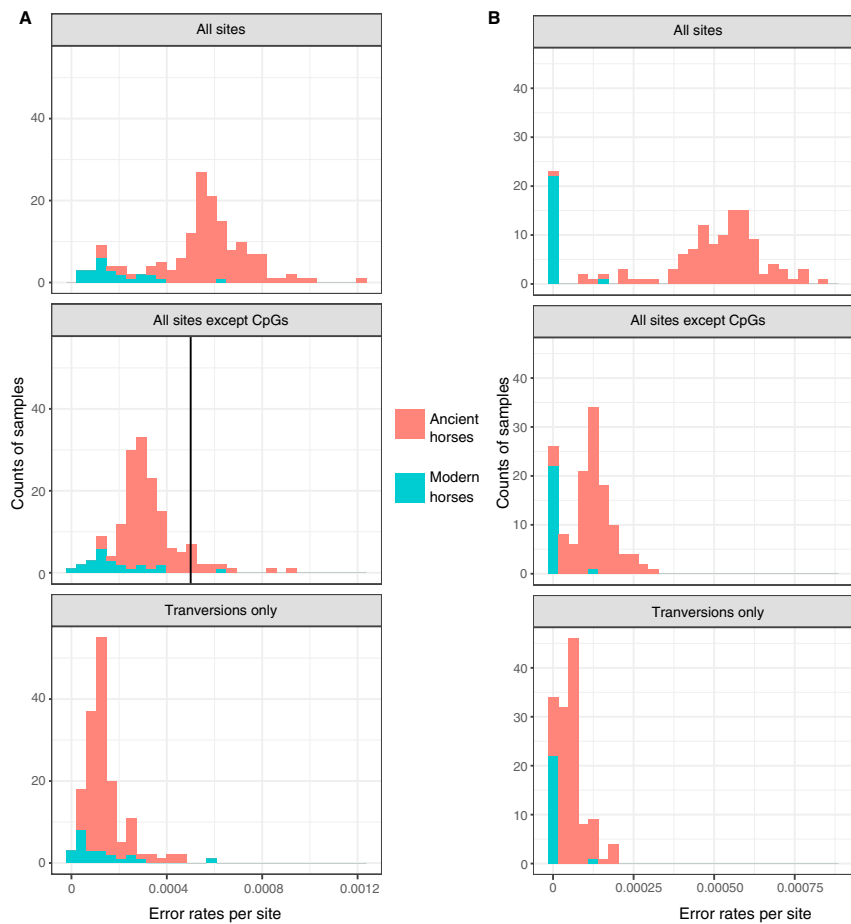 A
All sites
40
20
0
All sites except CpGs
40
20
0
Counts of samples
Tranversions only
40
20
0
0
0.0004
0.0008
0.0012
Error rates per site
Ancient
horses
Modern
horses
B
All sites
40
30
20
10
0
All sites except CpGs
40
30
20
10
0
Counts of samples
Tranversions only
40
30
20
10
0
0
0.00025
0.00050
0.00075
Error rates per site